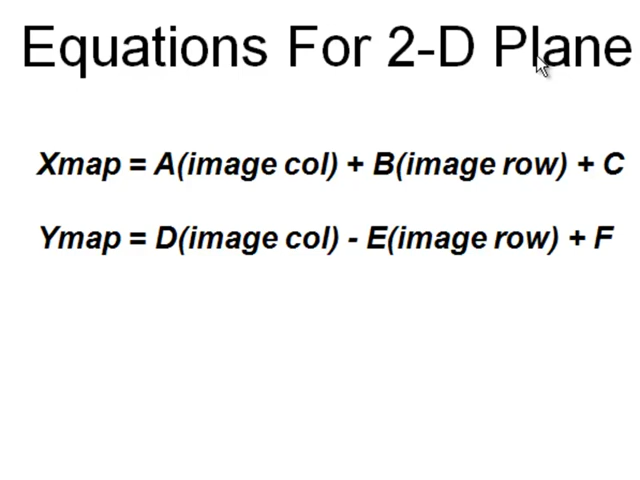 Equations For 2-D Plane
Xmap = A(image col) + B(image row) + C
Ymap = D(image col) - E(image row) + F